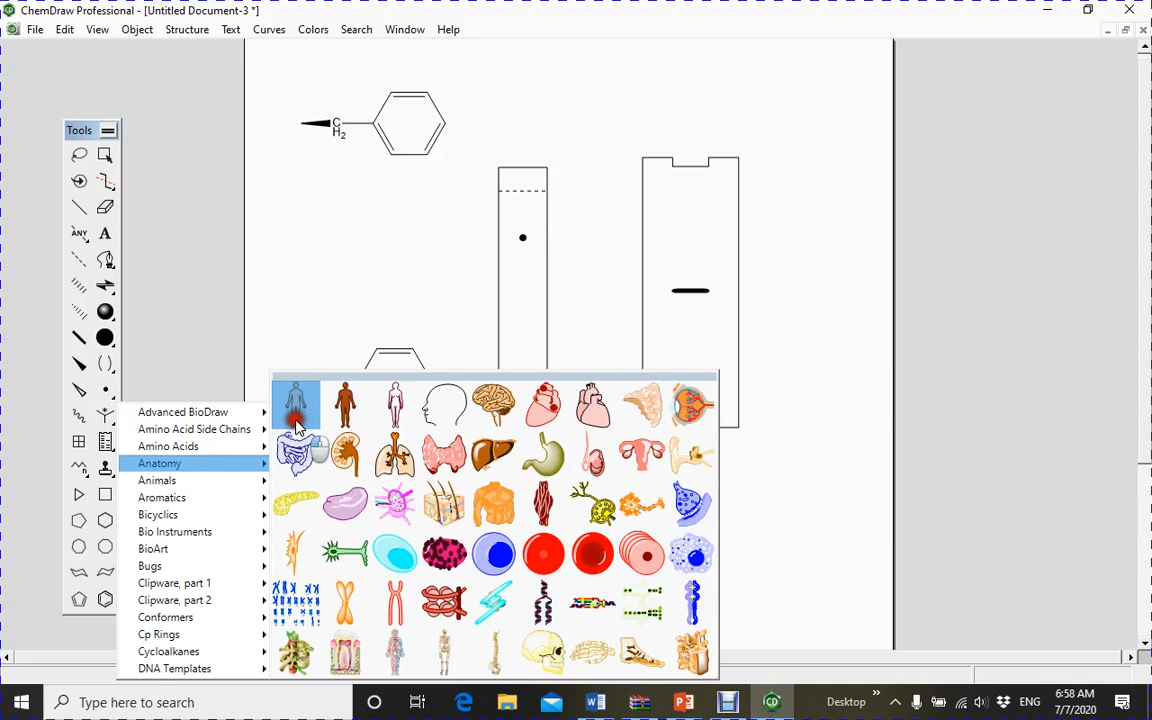 ChemDraw Professional - [Untitled Document-3 *]
File Edit View Object Structure Text Curves Colors Search Window Help
Tools
C
H2
ANY
A
Advanced BioDraw
Amino Acid Side Chains
Amino Acids
Anatomy
Animals
Aromatics
Bicyclics
Bio Instruments
BioArt
Bugs
Clipware, part 1
Clipware, part 2
Conformers
Cp Rings
Cycloalkanes
DNA Templates
Type here to search
Desktop
ENG
6:58 AM
7/7/2020